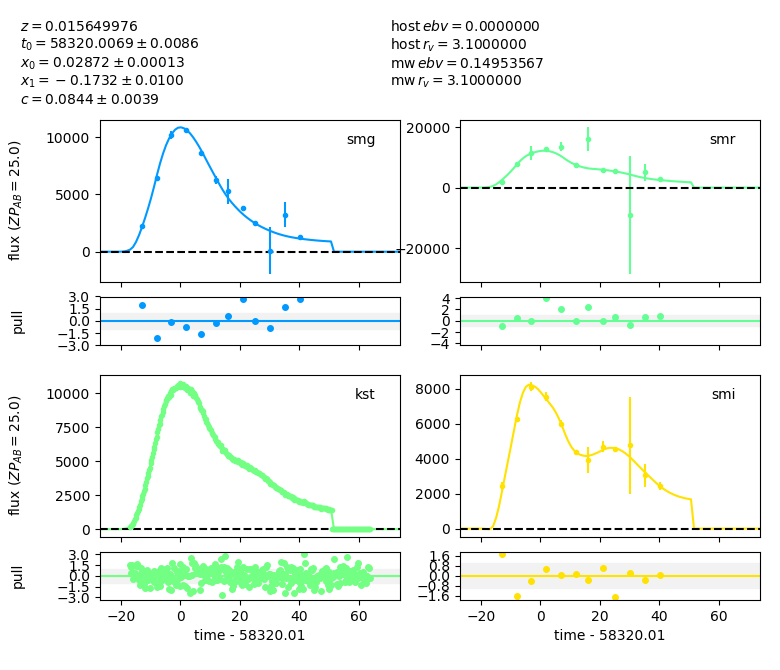 z = 0.015649976
t₀ = 58320.0069 ± 0.0086
x₀ = 0.02872 ± 0.00013
x₁ = −0.1732 ± 0.0100
c = 0.0844 ± 0.0039
host ebv = 0.0000000
host r_v = 3.1000000
mw ebv = 0.14953567
mw r_v = 3.1000000
flux (ZP_AB = 25.0)
10000
5000
0
smg
20000
0
−20000
smr
pull
3.0
1.5
0.0
−1.5
−3.0
4
2
0
−2
−4
flux (ZP_AB = 25.0)
10000
7500
5000
2500
0
kst
8000
6000
4000
2000
0
smi
pull
3.0
1.5
0.0
−1.5
−3.0
1.6
0.8
0.0
−0.8
−1.6
−20 0 20 40 60
−20 0 20 40 60
time - 58320.01
time - 58320.01